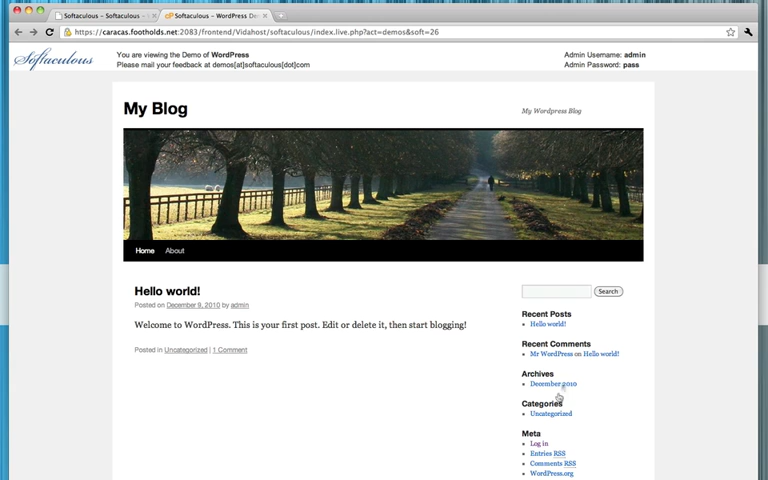 Softaculous – Softaculous –
Softaculous – WordPress De
https://caracas.footholds.net:2083/frontend/Vidahost/softaculous/index.live.php?act=demos&soft=26
Softaculous
You are viewing the Demo of WordPress
Please mail your feedback at demos[at]softaculous[dot]com
Admin Username: admin
Admin Password: pass
My Blog
My Wordpress Blog
Home About
Hello world!
Posted on December 9, 2010 by admin
Welcome to WordPress. This is your first post. Edit or delete it, then start blogging!
Posted in Uncategorized | 1 Comment
Search
Recent Posts
Hello world!
Recent Comments
Mr WordPress on Hello world!
Archives
December 2010
Categories
Uncategorized
Meta
Log in
Entries RSS
Comments RSS
WordPress.org